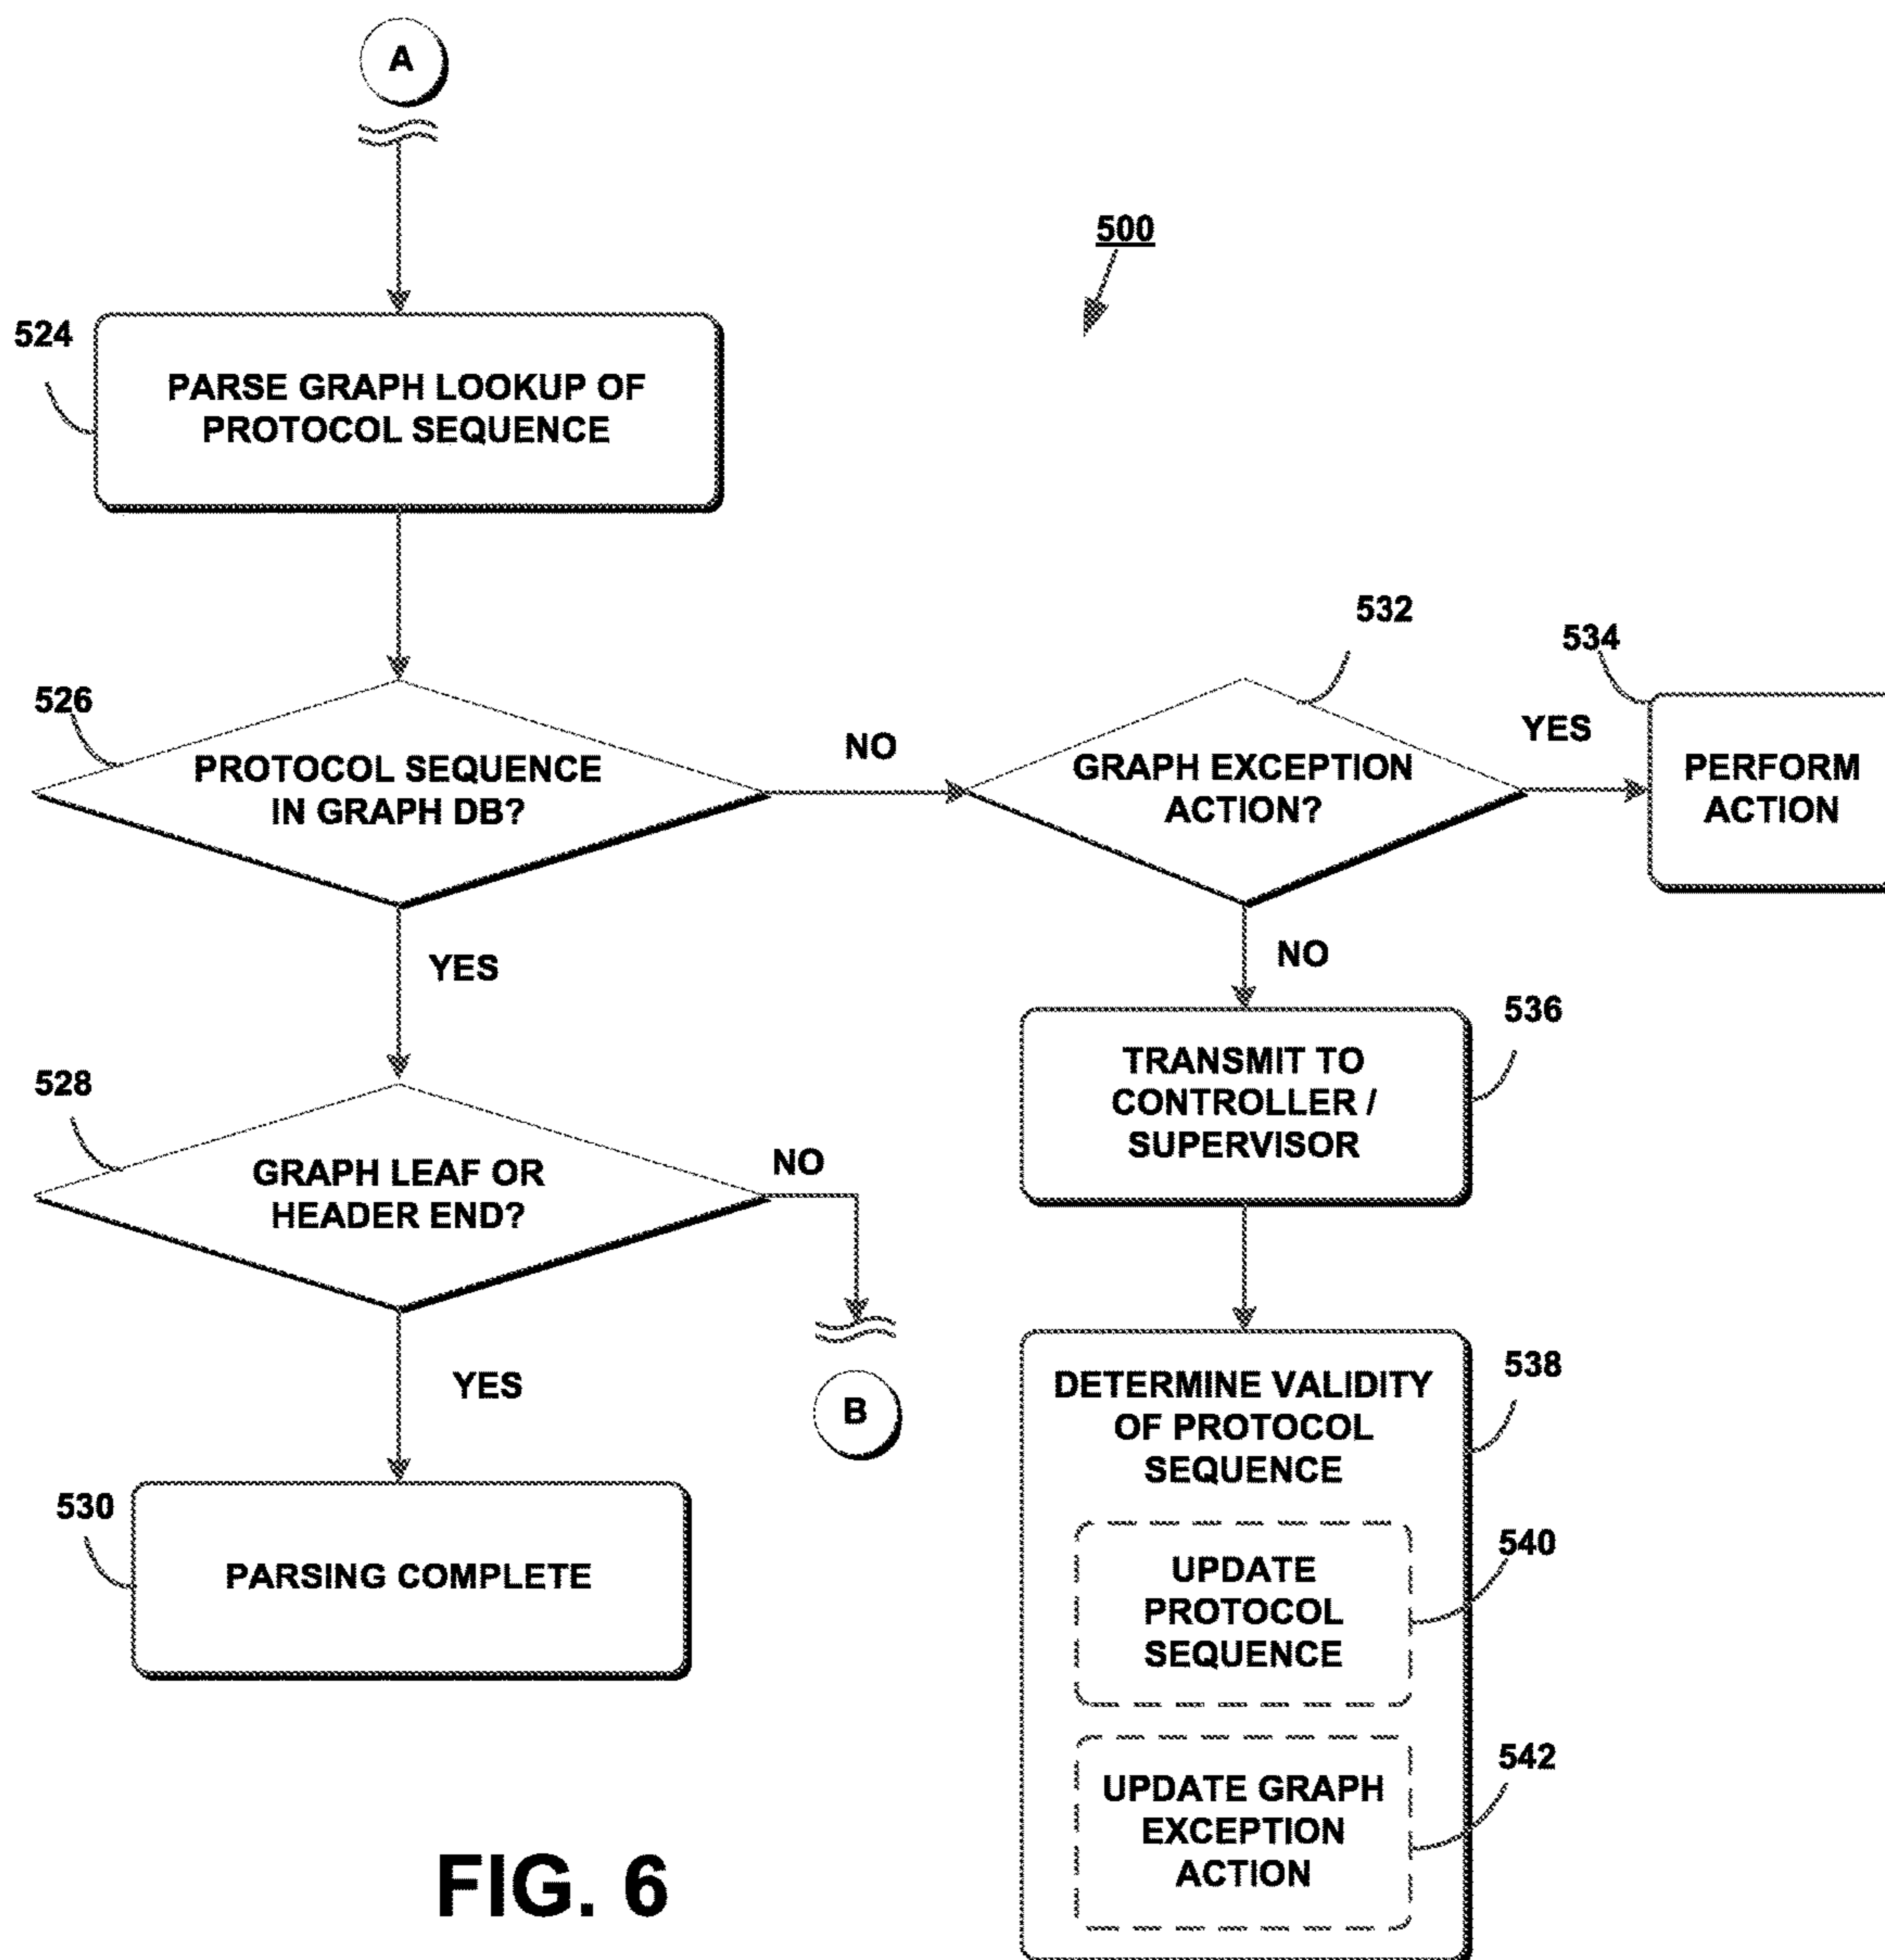 A
500
524
PARSE GRAPH LOOKUP OF
PROTOCOL SEQUENCE
526
PROTOCOL SEQUENCE
IN GRAPH DB?
NO
532
GRAPH EXCEPTION
ACTION?
YES
534
PERFORM
ACTION
YES
NO
528
GRAPH LEAF OR
HEADER END?
NO
B
YES
530
PARSING COMPLETE
536
TRANSMIT TO
CONTROLLER /
SUPERVISOR
538
DETERMINE VALIDITY
OF PROTOCOL
SEQUENCE
540
UPDATE
PROTOCOL
SEQUENCE
542
UPDATE GRAPH
EXCEPTION
ACTION
FIG. 6